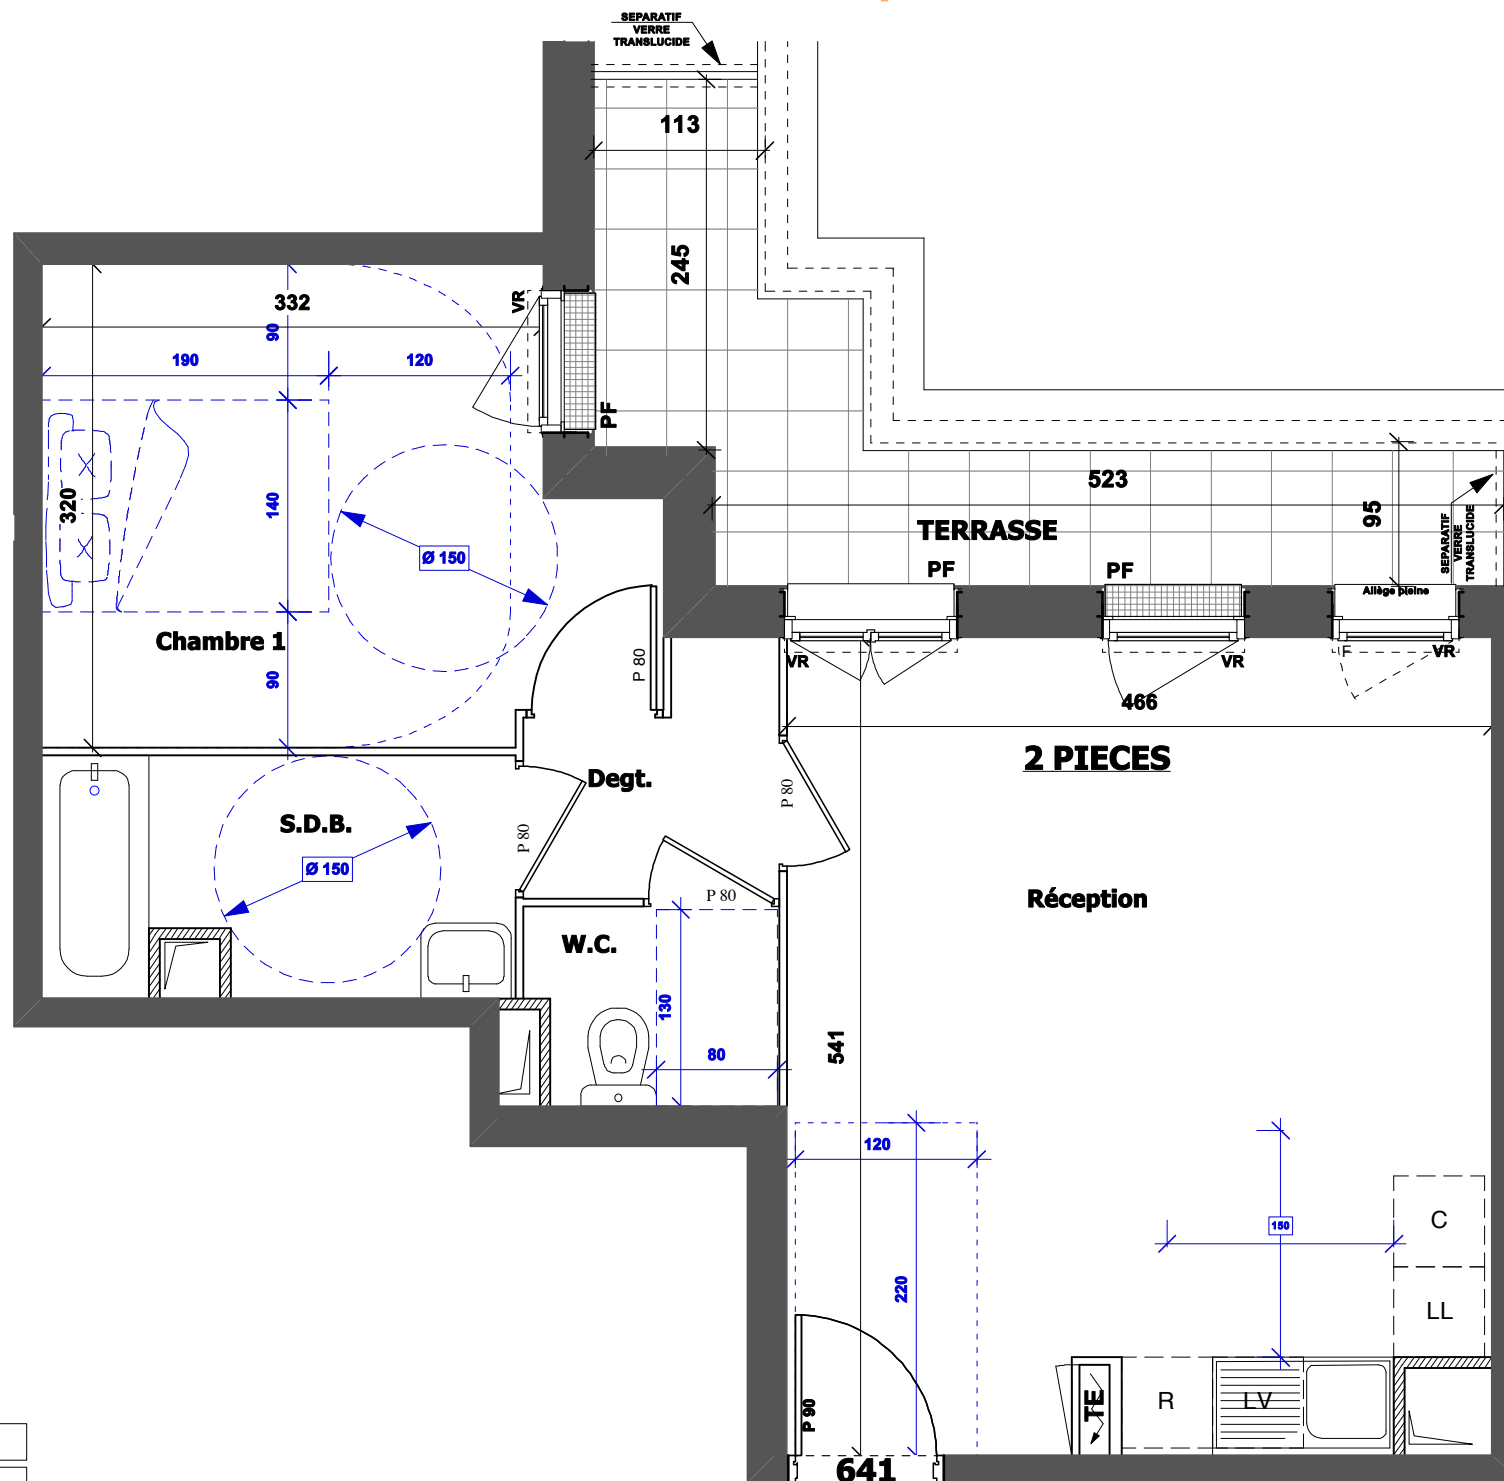 SEPARATIF
VERRE
TRANSLUCIDE
113
245
332
VR
90
190
120
PF
523
95
SEPARATIF
VERRE
TRANSLUCIDE
320
140
TERRASSE
Ø 150
PF
PF
Allège pleine
Chambre 1
P 80
VR
VR
F
VR
90
466
2 PIECES
Degt.
P 80
S.D.B.
P 80
Ø 150
P 80
Réception
W.C.
130
80
541
120
150
C
220
LL
P 90
TE
R
LV
641